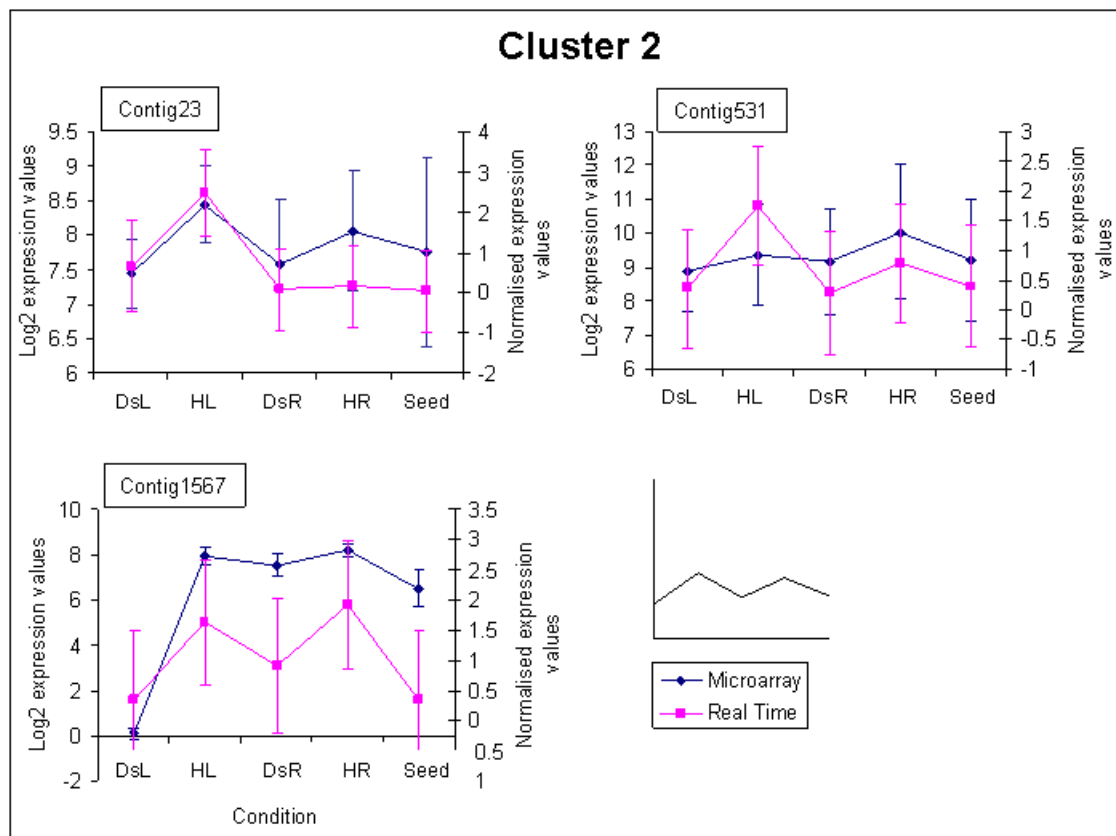 Cluster 2
Contig23
Log2 expression values
9.5
9
8.5
8
7.5
7
6.5
6
4
3
2
1
0
-1
-2
Normalised expression
values
DsL HL DsR HR Seed
Contig531
Log2 expression values
13
12
11
10
9
8
7
6
3
2.5
2
1.5
1
0.5
0
-0.5
-1
Normalised expression
values
DsL HL DsR HR Seed
Contig1567
Log2 expression values
10
8
6
4
2
0
-2
3.5
3
2.5
2
1.5
1
0.5
0
0.5
1
Normalised expression
values
DsL HL DsR HR Seed
Condition
Microarray
Real Time